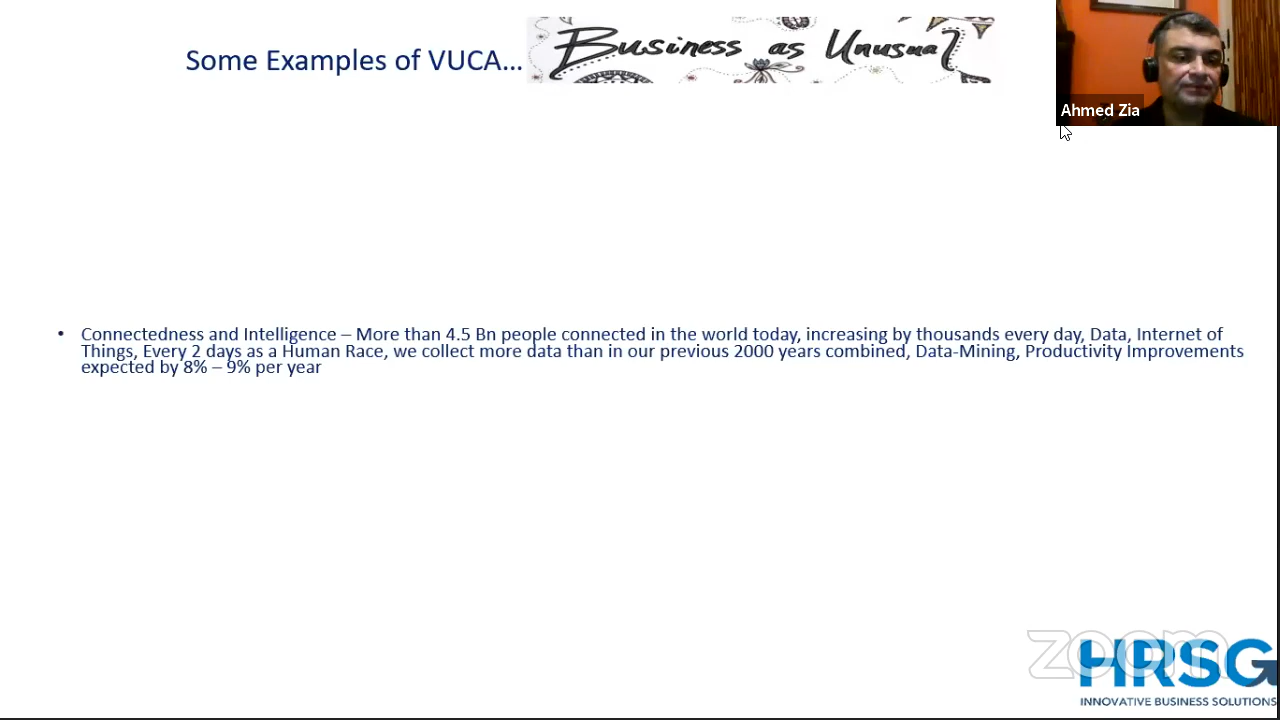 Some Examples of VUCA...
Business as Unusual
Ahmed Zia
• Connectedness and Intelligence – More than 4.5 Bn people connected in the world today, increasing by thousands every day, Data, Internet of
Things, Every 2 days as a Human Race, we collect more data than in our previous 2000 years combined, Data-Mining, Productivity Improvements
expected by 8% – 9% per year
zoom
HRSG
INNOVATIVE BUSINESS SOLUTIONS